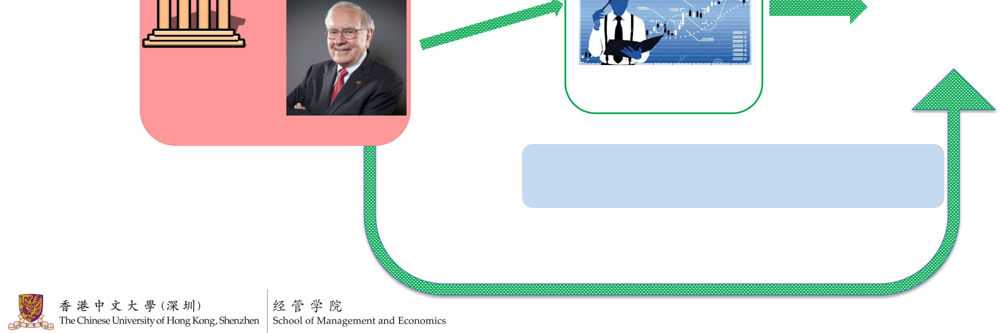 香港中文大學(深圳)
The Chinese University of Hong Kong, Shenzhen
经管学院
School of Management and Economics